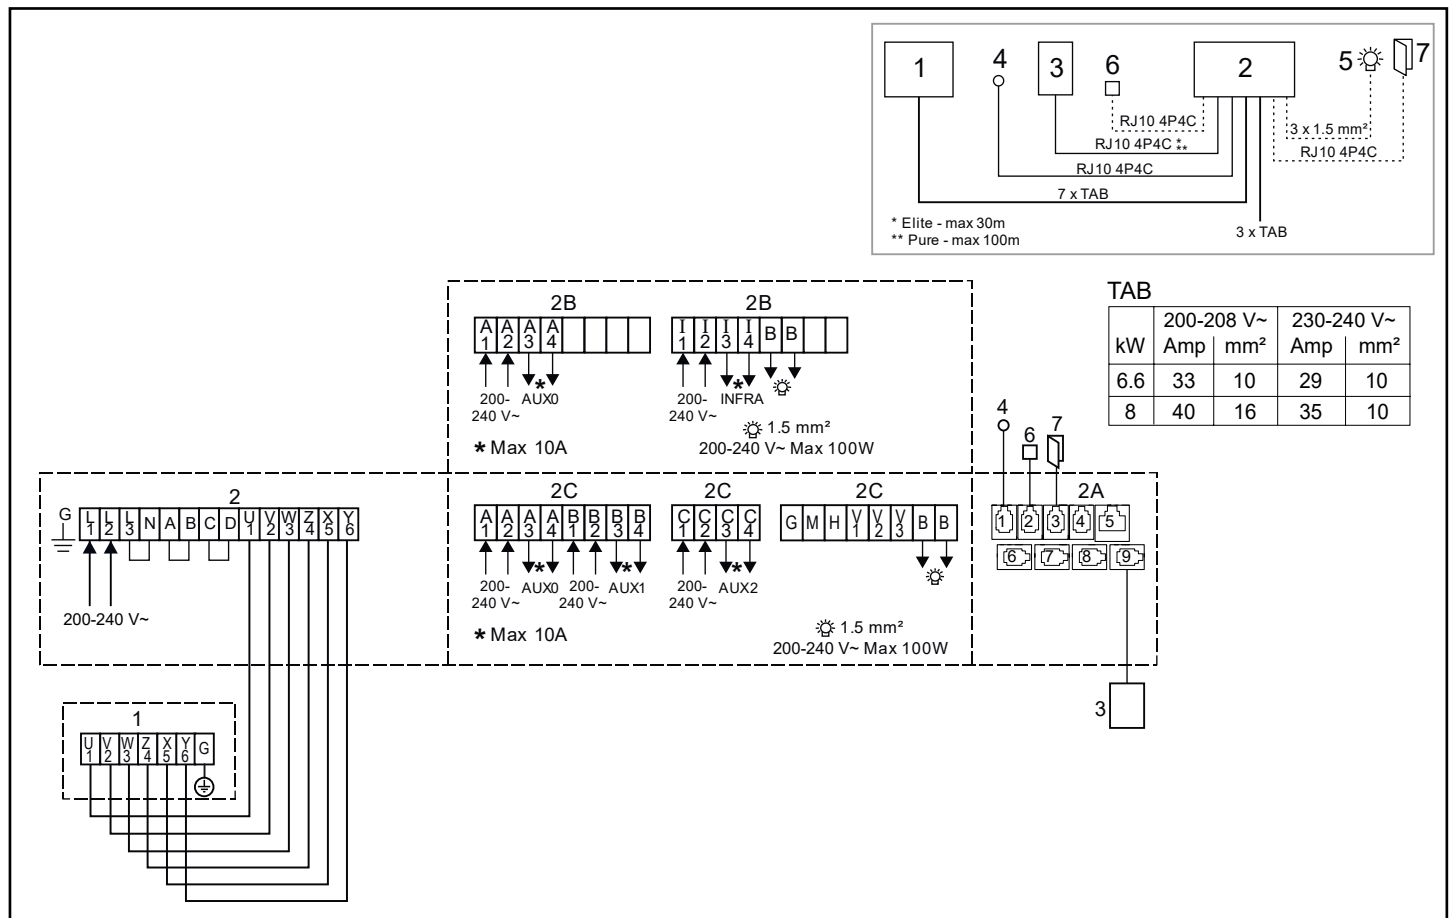 1
4
3
6
2
5
7
RJ10 4P4C
3 x 1.5 mm²
RJ10 4P4C *
**
RJ10 4P4C
RJ10 4P4C
7 x TAB
* Elite - max 30m
** Pure - max 100m
3 x TAB
TAB
200-208 V~ 230-240 V~
kW Amp mm² Amp mm²
6.6 33 10 29 10
8 40 16 35 10
2B
A1 A2 A3 A4
200-240 V~
* AUX0
* Max 10A
2B
I1 I2 I3 I4 B B
200-240 V~
* INFRA
1.5 mm²
200-240 V~ Max 100W
2
G L1 L2 L3 N A B C D U1 V2 W3 Z4 X5 Y6
200-240 V~
2C
A1 A2 A3 A4 B1 B2 B3 B4
200-240 V~
* AUX0
200-240 V~
* AUX1
* Max 10A
2C
C1 C2 C3 C4
200-240 V~
* AUX2
2C
G M H V1 V2 V3 B B
1.5 mm²
200-240 V~ Max 100W
4
6
7
2A
1 2 3 4 5
6 7 8 9
3
1
U1 V2 W3 Z4 X5 Y6 G